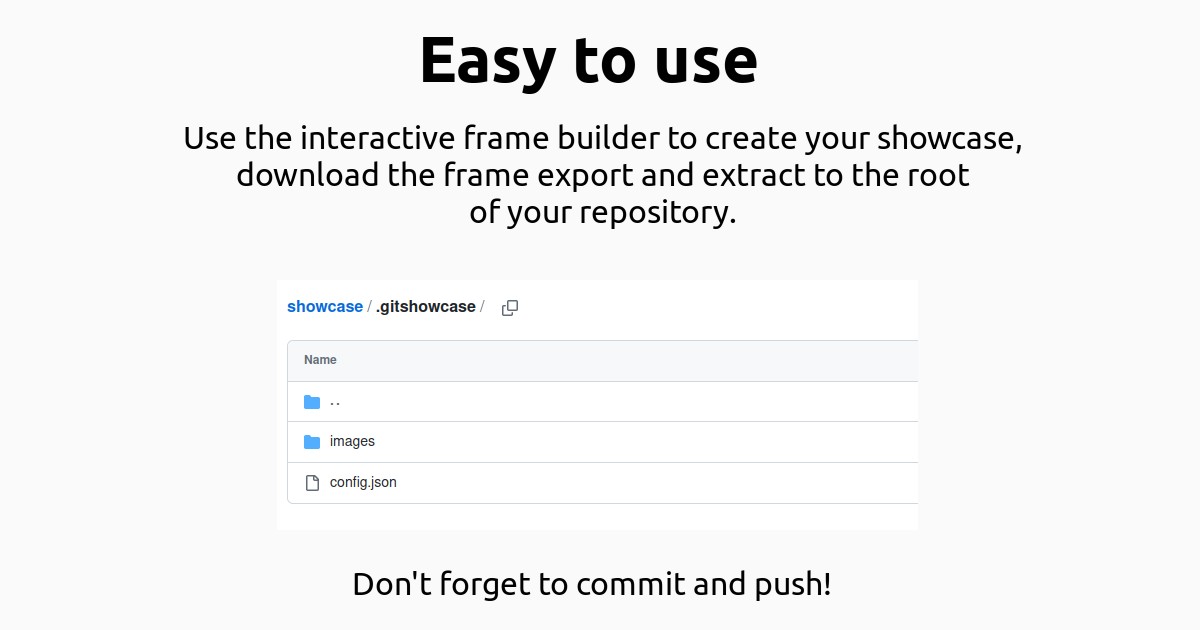 Easy to use
Use the interactive frame builder to create your showcase,
download the frame export and extract to the root
of your repository.
showcase / .gitshowcase /
Name
..
images
config.json
Don't forget to commit and push!